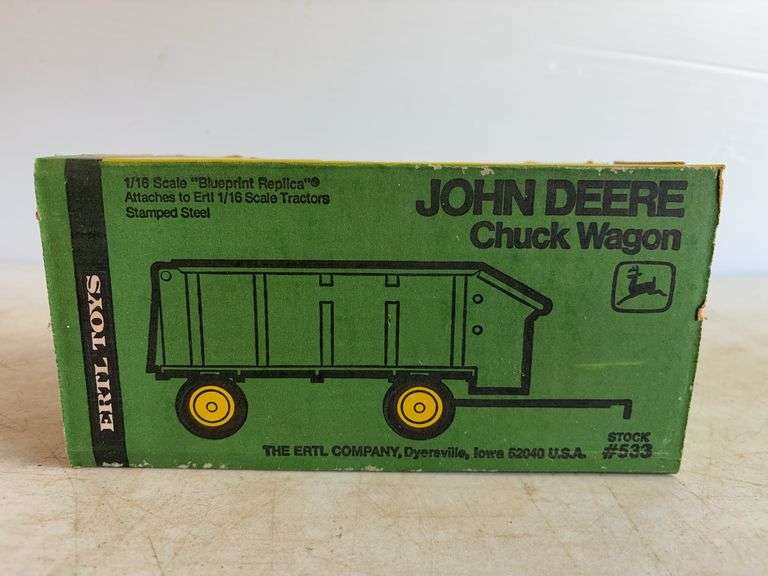 ERTL TOYS
1/16 Scale "Blueprint Replica"®
Attaches to Ertl 1/16 Scale Tractors
Stamped Steel
JOHN DEERE
Chuck Wagon
THE ERTL COMPANY, Dyersville, Iowa 52040 U.S.A.
STOCK
#533